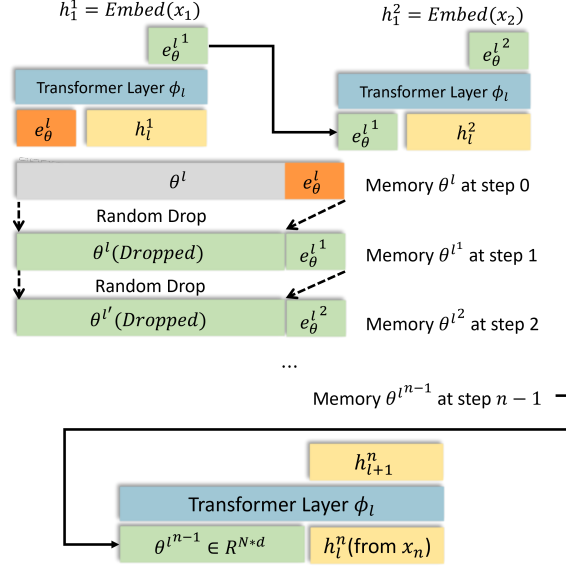 h_1^1 = Embed(x_1)
h_1^2 = Embed(x_2)
e_θ^{l 1}
e_θ^{l 2}
Transformer Layer ϕ_l
Transformer Layer ϕ_l
e_θ^l
h_l^1
e_θ^{l 1}
h_l^2
θ^l
e_θ^l
Memory θ^l at step 0
Random Drop
θ^l(Dropped)
e_θ^{l 1}
Memory θ^{l^1} at step 1
Random Drop
θ^{l'}(Dropped)
e_θ^{l 2}
Memory θ^{l^2} at step 2
...
Memory θ^{l^{n-1}} at step n − 1
h_{l+1}^n
Transformer Layer ϕ_l
θ^{l^{n-1}} ∈ R^{N*d}
h_l^n(from x_n)